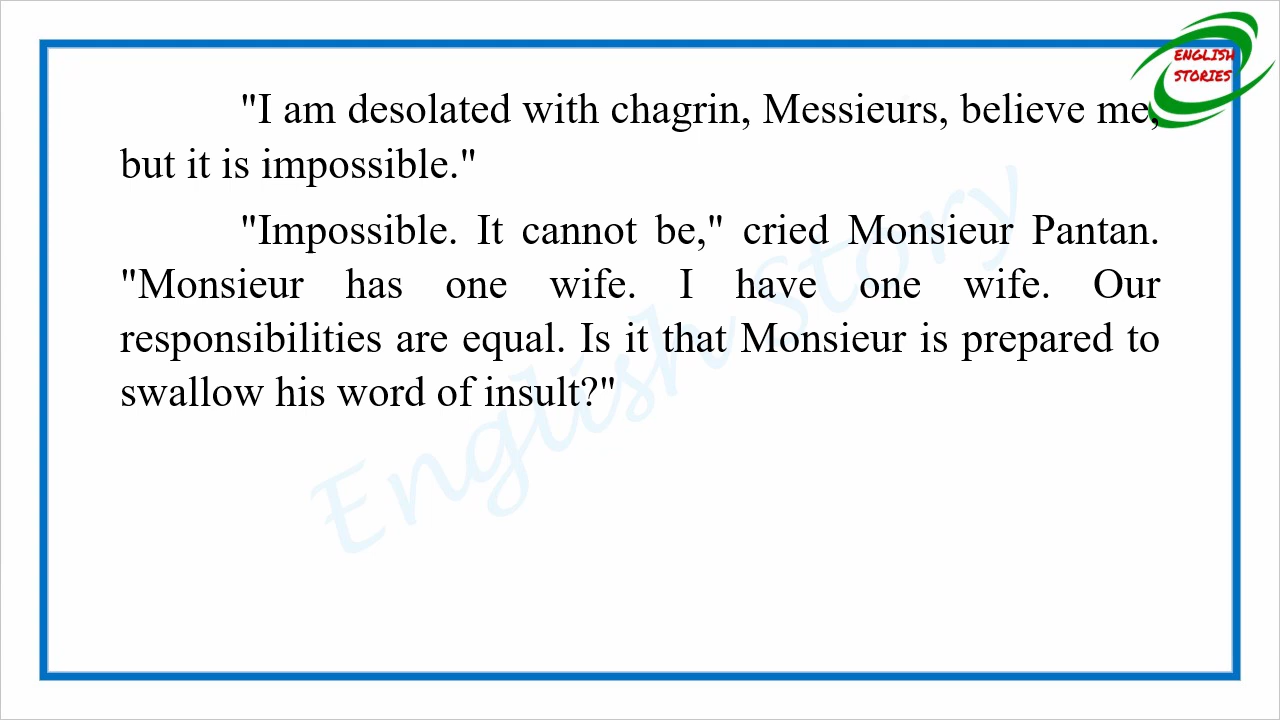 ENGLISH
STORIES
"I am desolated with chagrin, Messieurs, believe me,
but it is impossible."
"Impossible. It cannot be," cried Monsieur Pantan.
"Monsieur has one wife. I have one wife. Our
responsibilities are equal. Is it that Monsieur is prepared to
swallow his word of insult?"
English Story